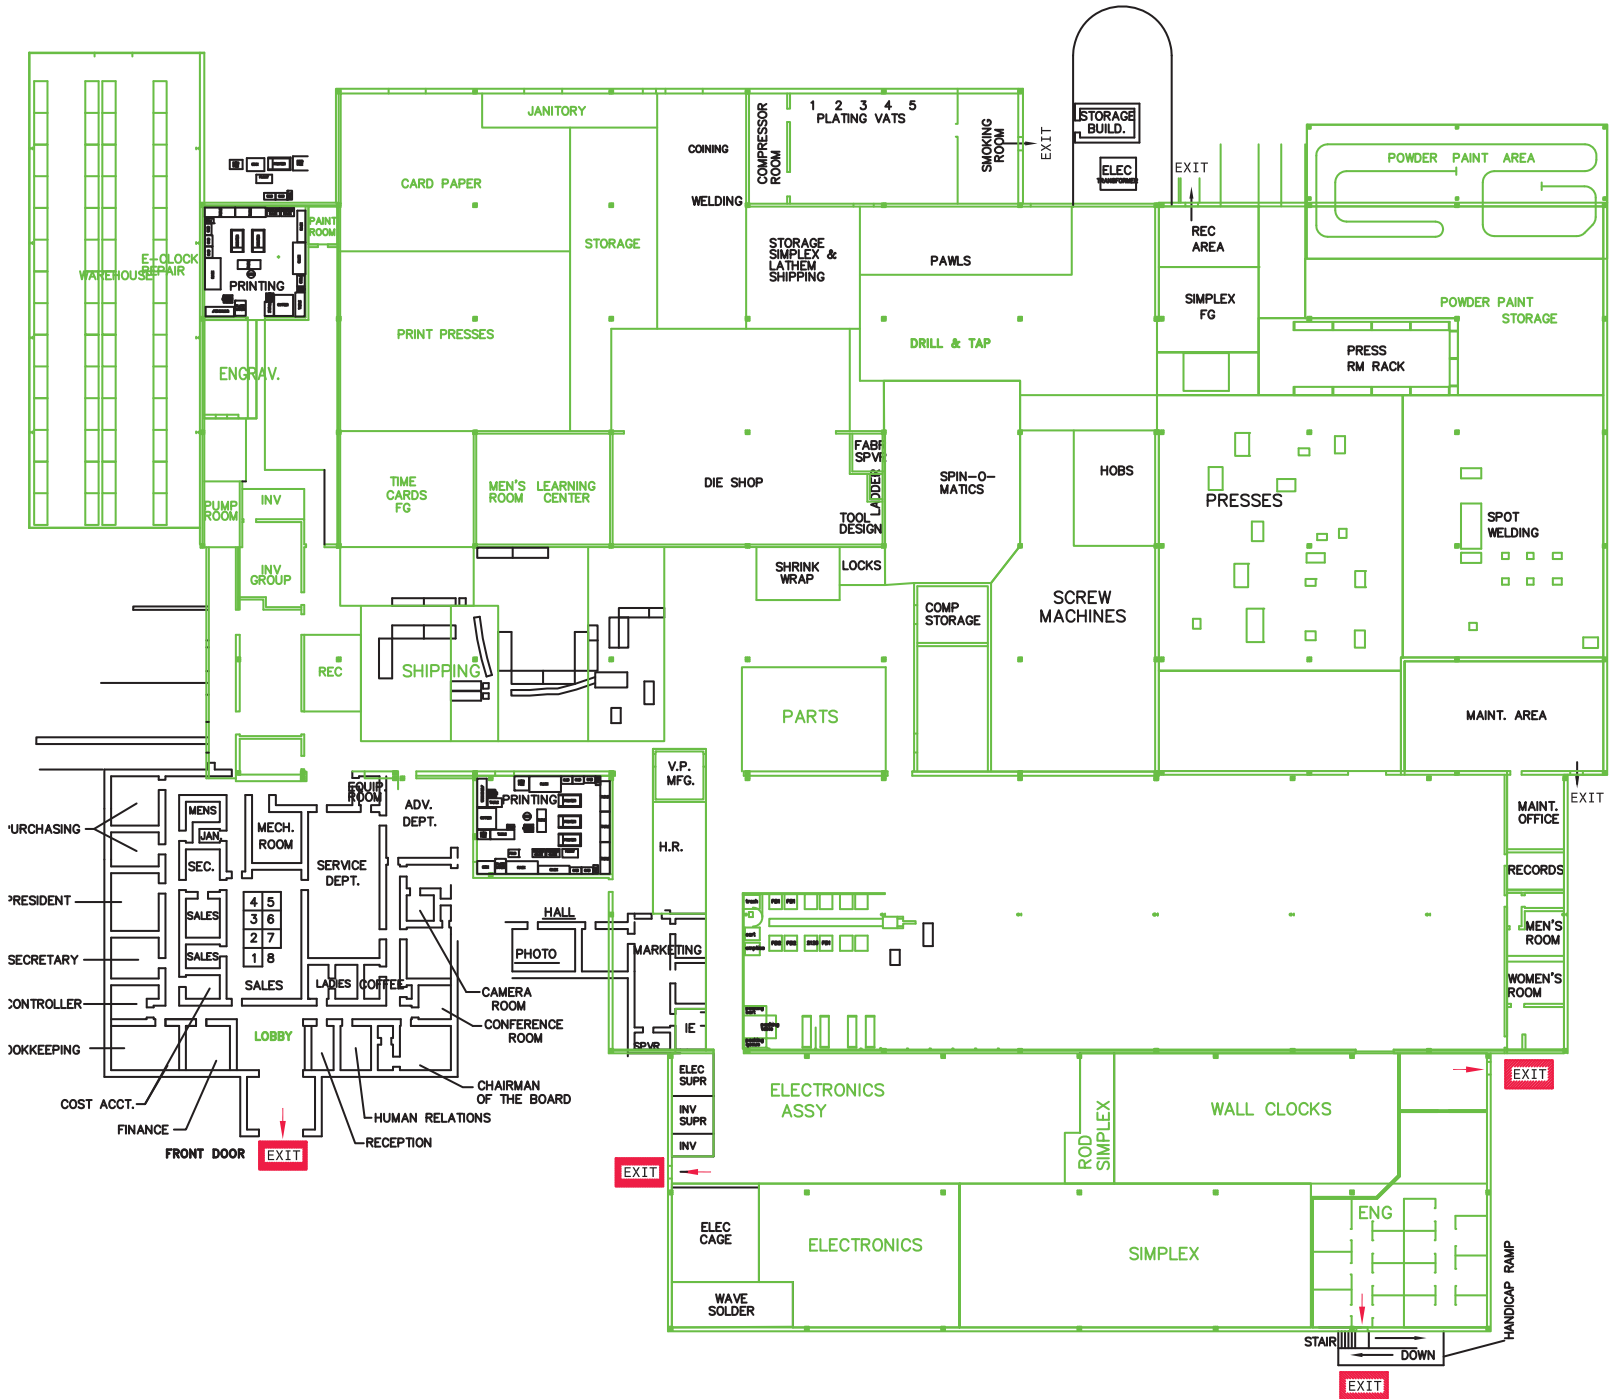 JANITORY
1 2 3 4 5
PLATING VATS
COMPRESSOR
ROOM
SMOKING
ROOM
EXIT
STORAGE
BUILD.
ELEC
TRANSFORMER
EXIT
POWDER PAINT AREA
COINING
CARD PAPER
WELDING
PAINT
ROOM
STORAGE
STORAGE
SIMPLEX &
LATHEM
SHIPPING
PAWLS
REC
AREA
E-CLOCK
REPAIR
WAREHOUSE
PRINTING
SIMPLEX
FG
POWDER PAINT
STORAGE
PRINT PRESSES
DRILL & TAP
PRESS
RM RACK
ENGRAV.
FABR
SPVR
LADDER
TOOL
DESIGN
DIE SHOP
SPIN-O-
MATICS
HOBS
PRESSES
SPOT
WELDING
TIME
CARDS
FG
MEN'S
ROOM
LEARNING
CENTER
PUMP
ROOM
INV
INV
GROUP
SHRINK
WRAP
LOCKS
COMP
STORAGE
SCREW
MACHINES
REC
SHIPPING
PARTS
MAINT. AREA
V.P.
MFG.
EQUIP.
ROOM
ADV.
DEPT.
PRINTING
EXIT
MAINT.
OFFICE
MENS
JAN.
SEC.
MECH.
ROOM
SERVICE
DEPT.
H.R.
RECORDS
URCHASING
RESIDENT
SECRETARY
ONTROLLER
OKKEEPING
SALES
SALES
4 5
3 6
2 7
1 8
SALES
LADIES
COFFEE
HALL
PHOTO
MARKETING
MEN'S
ROOM
WOMEN'S
ROOM
CAMERA
ROOM
CONFERENCE
ROOM
LOBBY
IE
SPVR
CHAIRMAN
OF THE BOARD
COST ACCT.
FINANCE
HUMAN RELATIONS
RECEPTION
FRONT DOOR
EXIT
ELEC
SUPR
INV
SUPR
INV
EXIT
ELECTRONICS
ASSY
ROD
SIMPLEX
WALL CLOCKS
EXIT
ELEC
CAGE
ELECTRONICS
SIMPLEX
ENG
WAVE
SOLDER
HANDICAP RAMP
STAIR
DOWN
EXIT